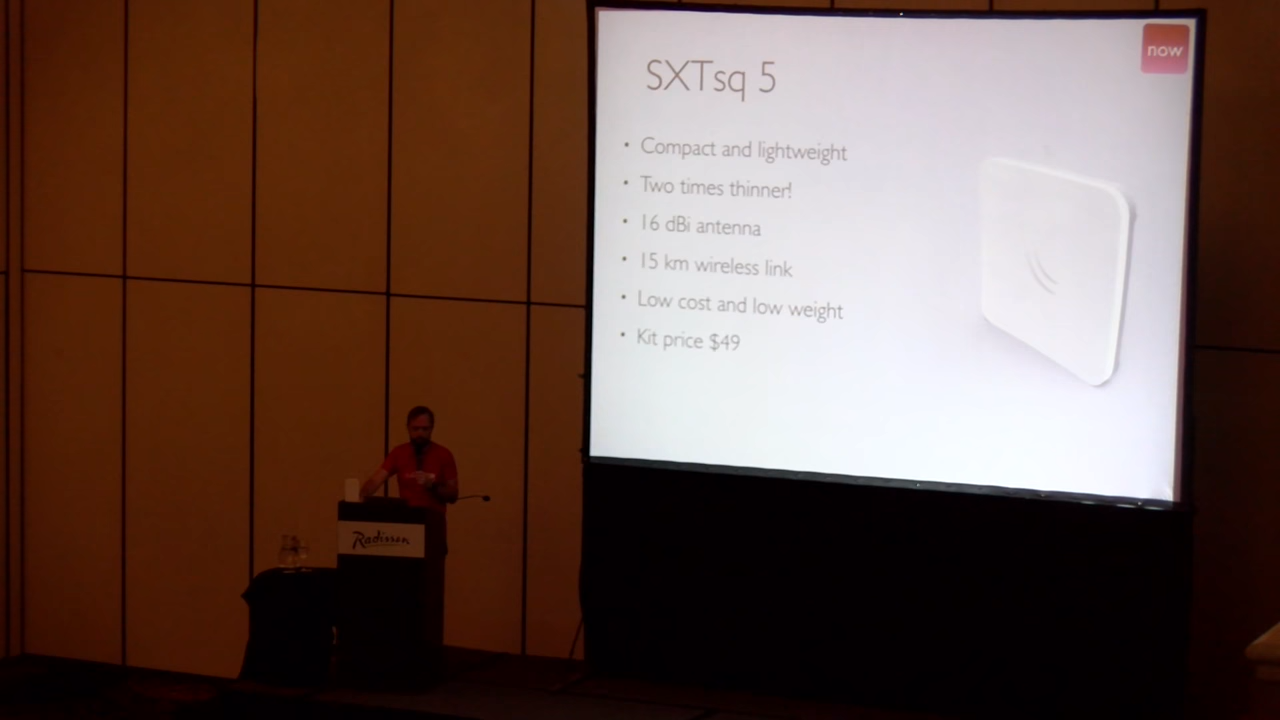 now
SXTsq 5
• Compact and lightweight
• Two times thinner!
• 16 dBi antenna
• 15 km wireless link
• Low cost and low weight
• Kit price $49
Radisson